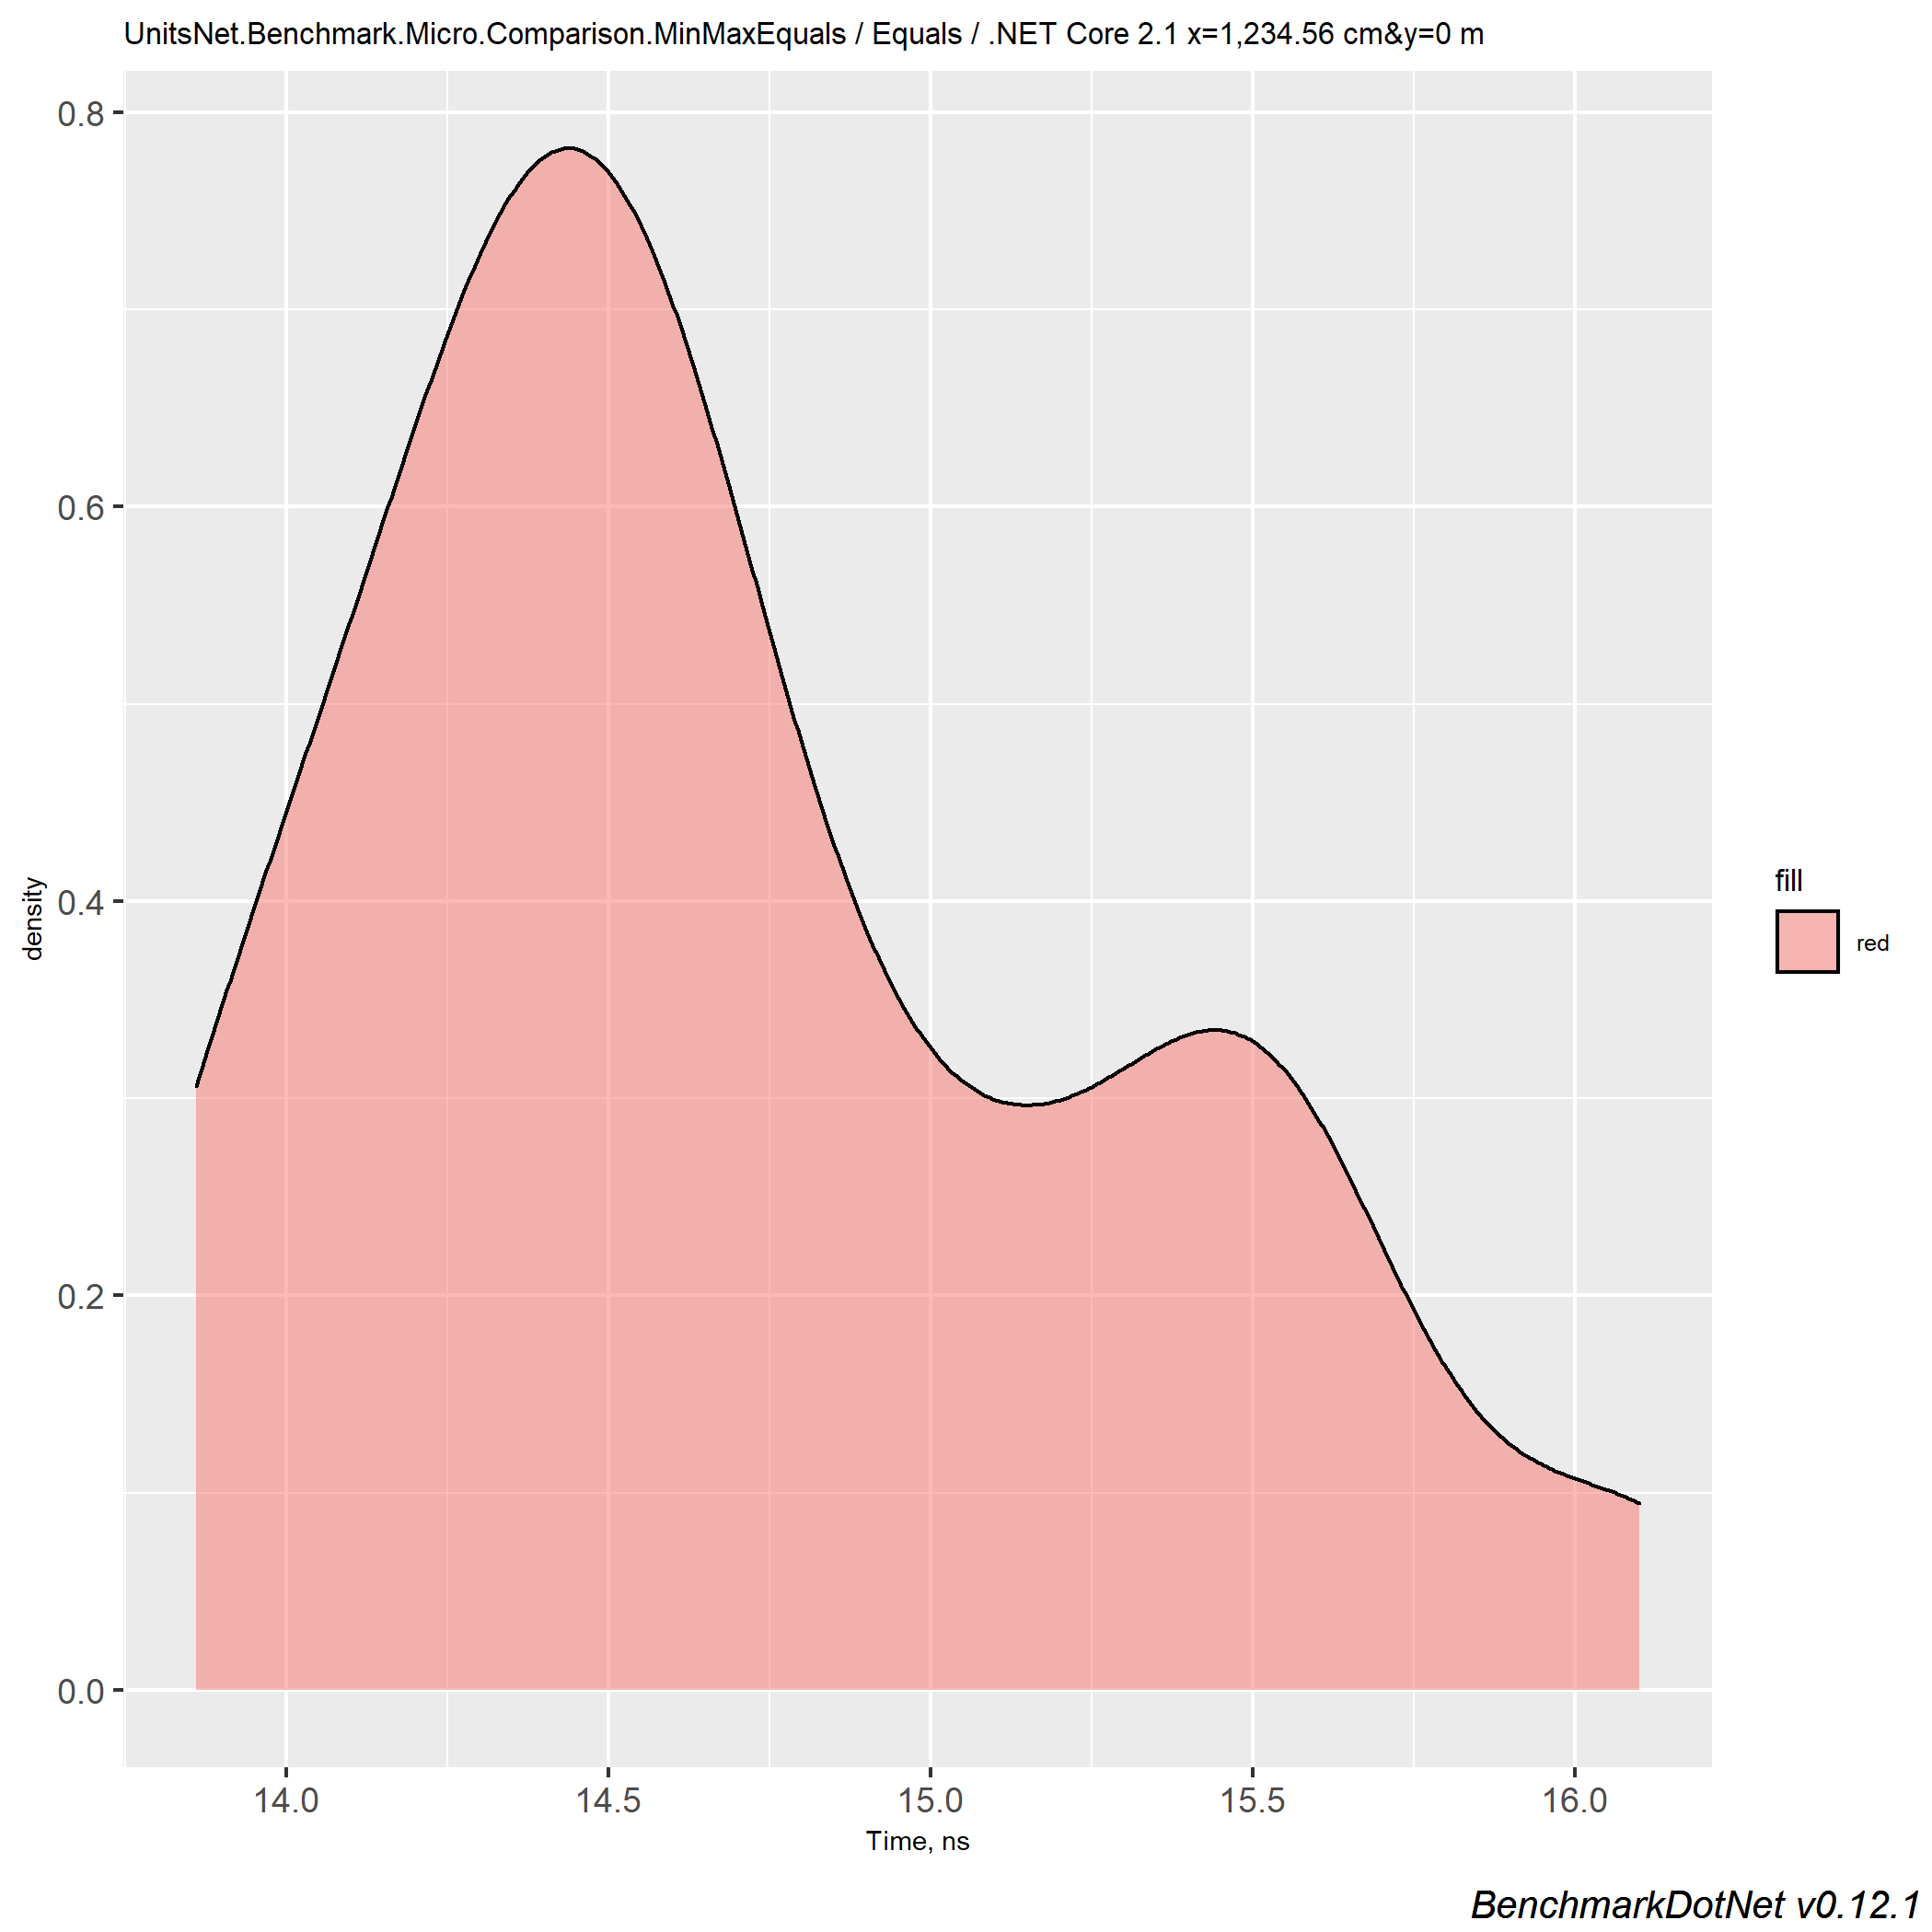 UnitsNet.Benchmark.Micro.Comparison.MinMaxEquals / Equals / .NET Core 2.1 x=1,234.56 cm&y=0 m
0.8
0.6
0.4
0.2
0.0
density
14.0 14.5 15.0 15.5 16.0
Time, ns
fill
red
BenchmarkDotNet v0.12.1